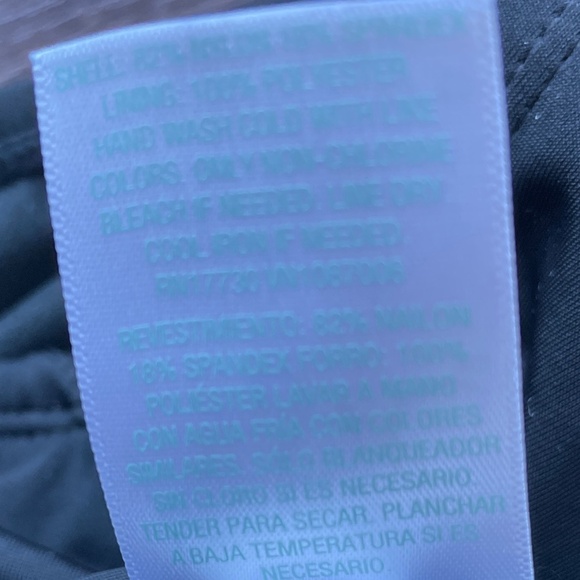 SHELL: 82% NYLON 18% SPANDEX
LINING: 100% POLYESTER
HAND WASH COLD WITH LIKE
COLORS. ONLY NON-CHLORINE
BLEACH IF NEEDED. LINE DRY.
COOL IRON IF NEEDED.
REVESTIMIENTO: 82% NAILON
18% SPANDEX FORRO: 100%
POLIÉSTER LAVAR A MANO
CON AGUA FRIA CON COLORES
SIMILARES. SOLO BLANQUEADOR
SIN CLORO SI ES NECESARIO.
TENDER PARA SECAR. PLANCHAR
A BAJA TEMPERATURA SI ES
NECESARIO.